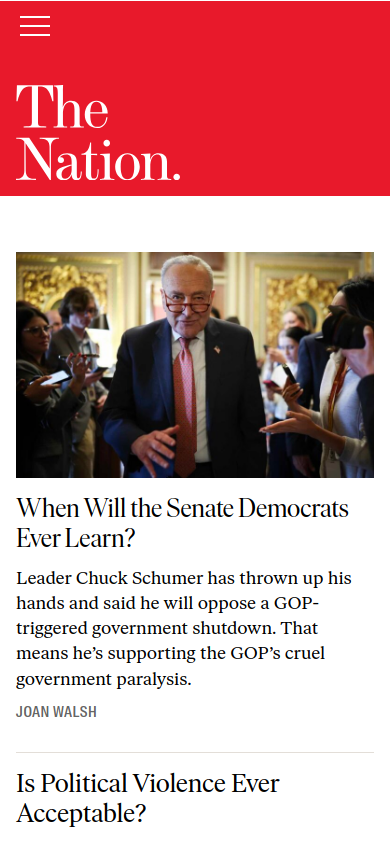 The
Nation.
When Will the Senate Democrats
Ever Learn?
Leader Chuck Schumer has thrown up his
hands and said he will oppose a GOP-
triggered government shutdown. That
means he’s supporting the GOP’s cruel
government paralysis.
JOAN WALSH
Is Political Violence Ever
Acceptable?